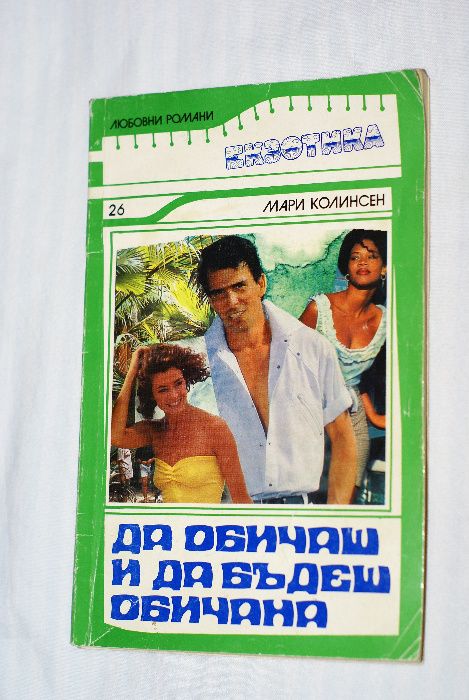 ЛЮБОВНИ РОМАНИ
ЕКЗОТИКА
26
МАРИ КОЛИНСЕН
ДА ОБИЧАШ
И ДА БЪДЕШ
ОБИЧАНА